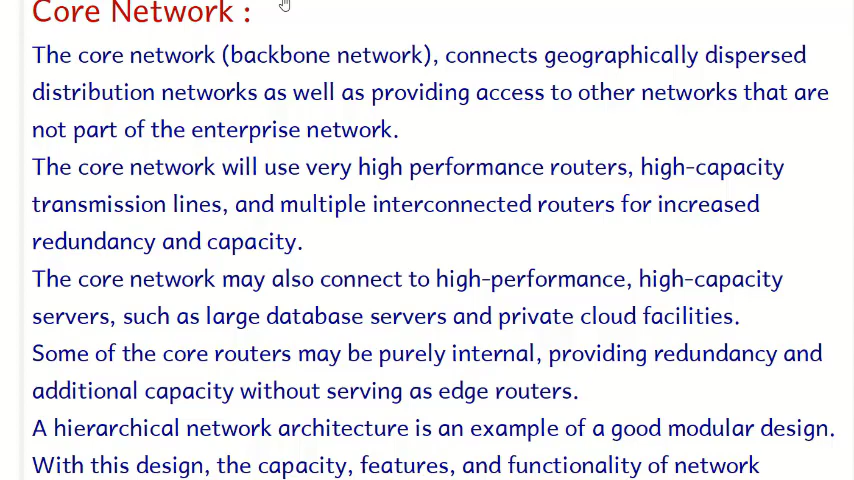 Core Network :
The core network (backbone network), connects geographically dispersed
distribution networks as well as providing access to other networks that are
not part of the enterprise network.
The core network will use very high performance routers, high-capacity
transmission lines, and multiple interconnected routers for increased
redundancy and capacity.
The core network may also connect to high-performance, high-capacity
servers, such as large database servers and private cloud facilities.
Some of the core routers may be purely internal, providing redundancy and
additional capacity without serving as edge routers.
A hierarchical network architecture is an example of a good modular design.
With this design, the capacity, features, and functionality of network